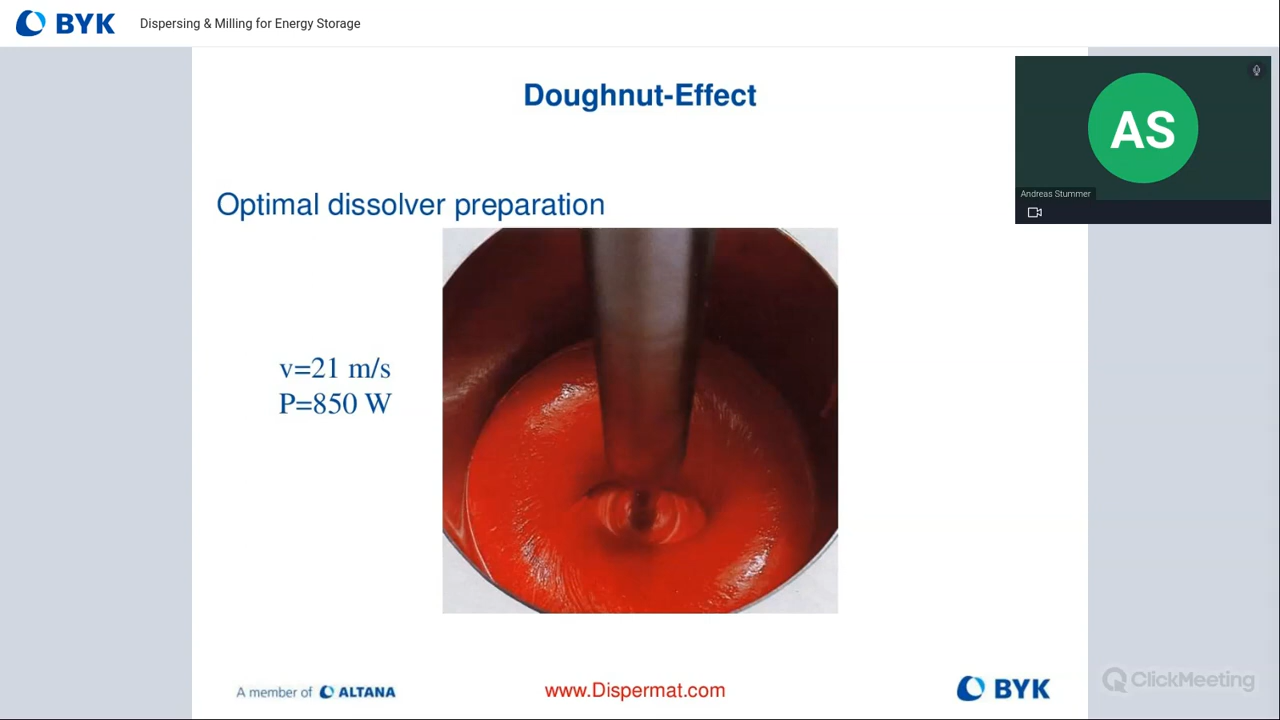 BYK
Dispersing & Milling for Energy Storage
Doughnut-Effect
AS
Andreas Stummer
Optimal dissolver preparation
v=21 m/s
P=850 W
A member of ALTANA
www.Dispermat.com
BYK
ClickMeeting